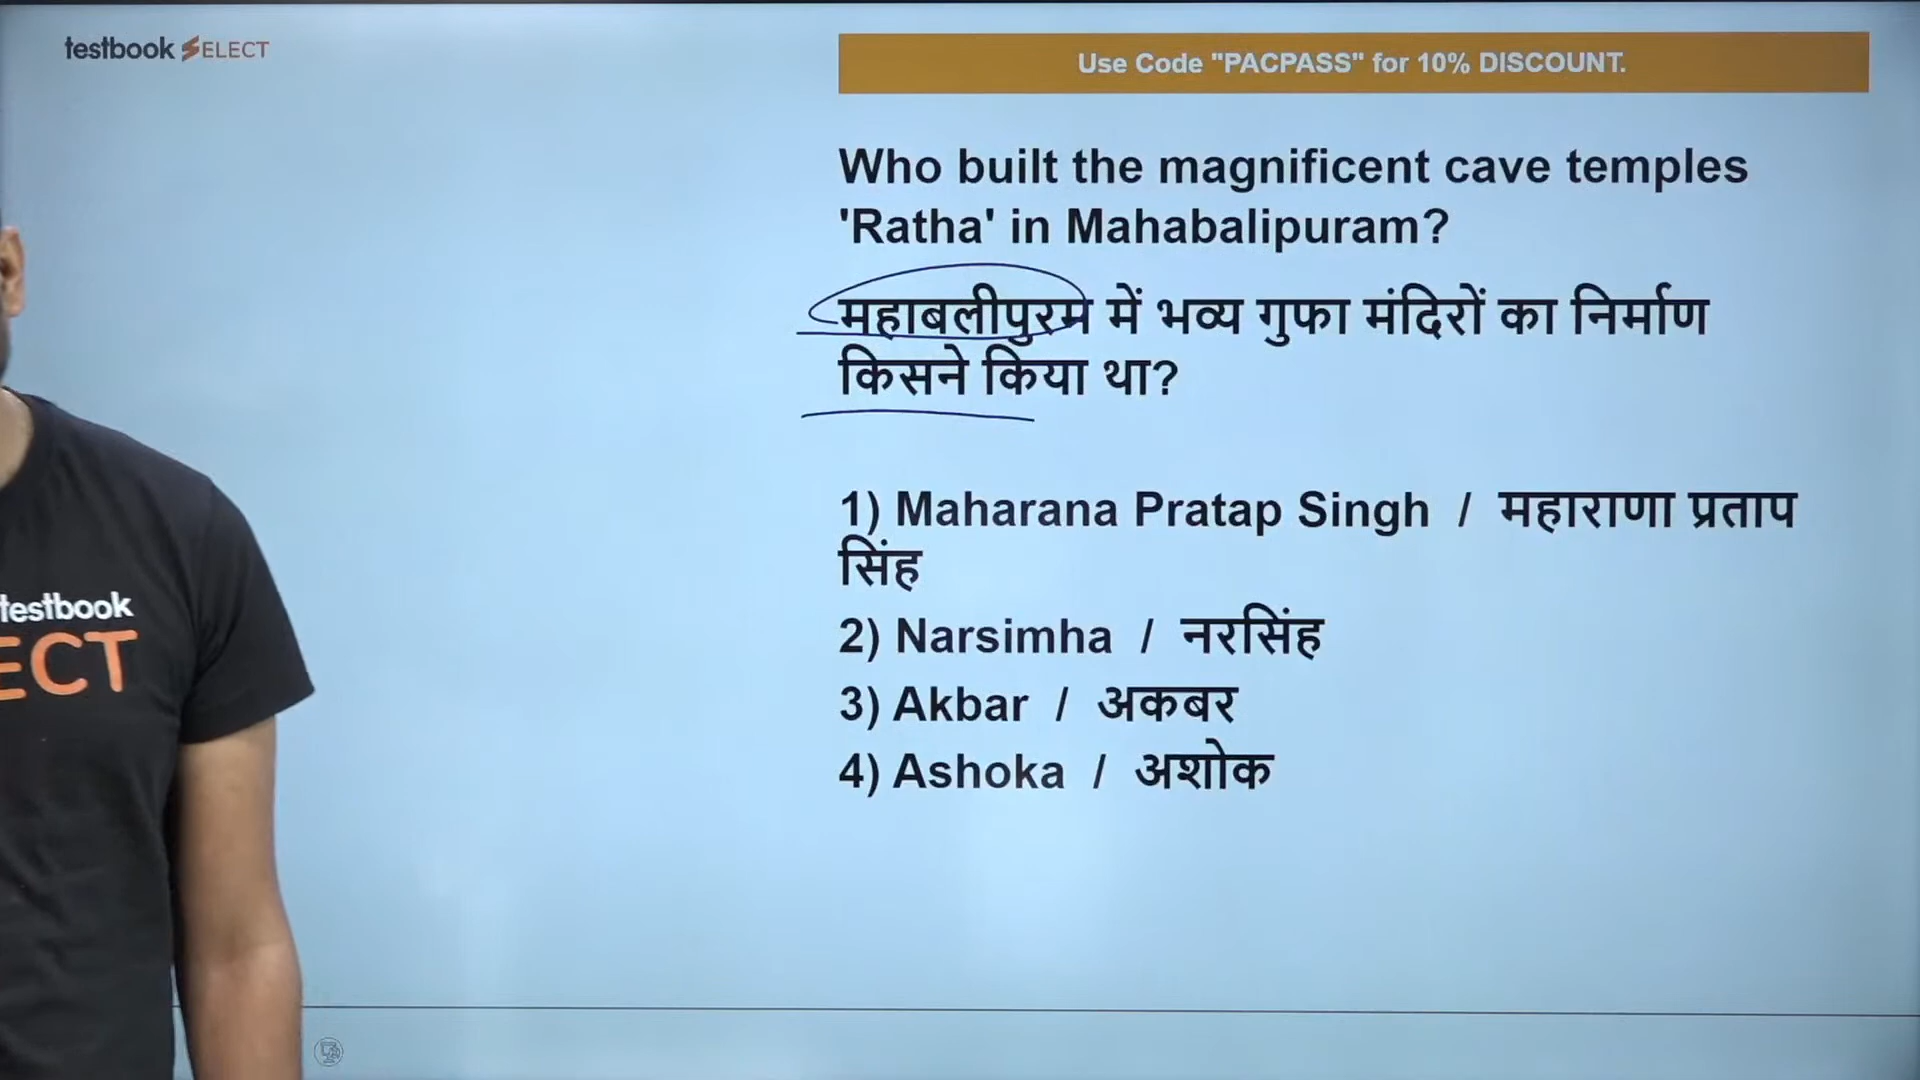 testbook SELECT
Use Code "PACPASS" for 10% DISCOUNT.
Who built the magnificent cave temples
'Ratha' in Mahabalipuram?
महाबलीपुरम में भव्य गुफा मंदिरों का निर्माण
किसने किया था?
1) Maharana Pratap Singh / महाराणा प्रताप
सिंह
2) Narsimha / नरसिंह
3) Akbar / अकबर
4) Ashoka / अशोक
testbook
ECT